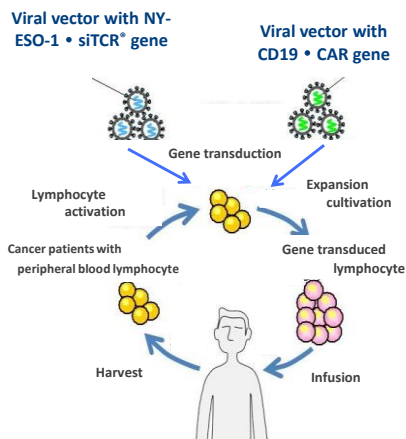 Viral vector with NY-
ESO-1 • siTCR® gene
Viral vector with
CD19 • CAR gene
Gene transduction
Lymphocyte
activation
Expansion
cultivation
Cancer patients with
peripheral blood lymphocyte
Gene transduced
lymphocyte
Harvest
Infusion